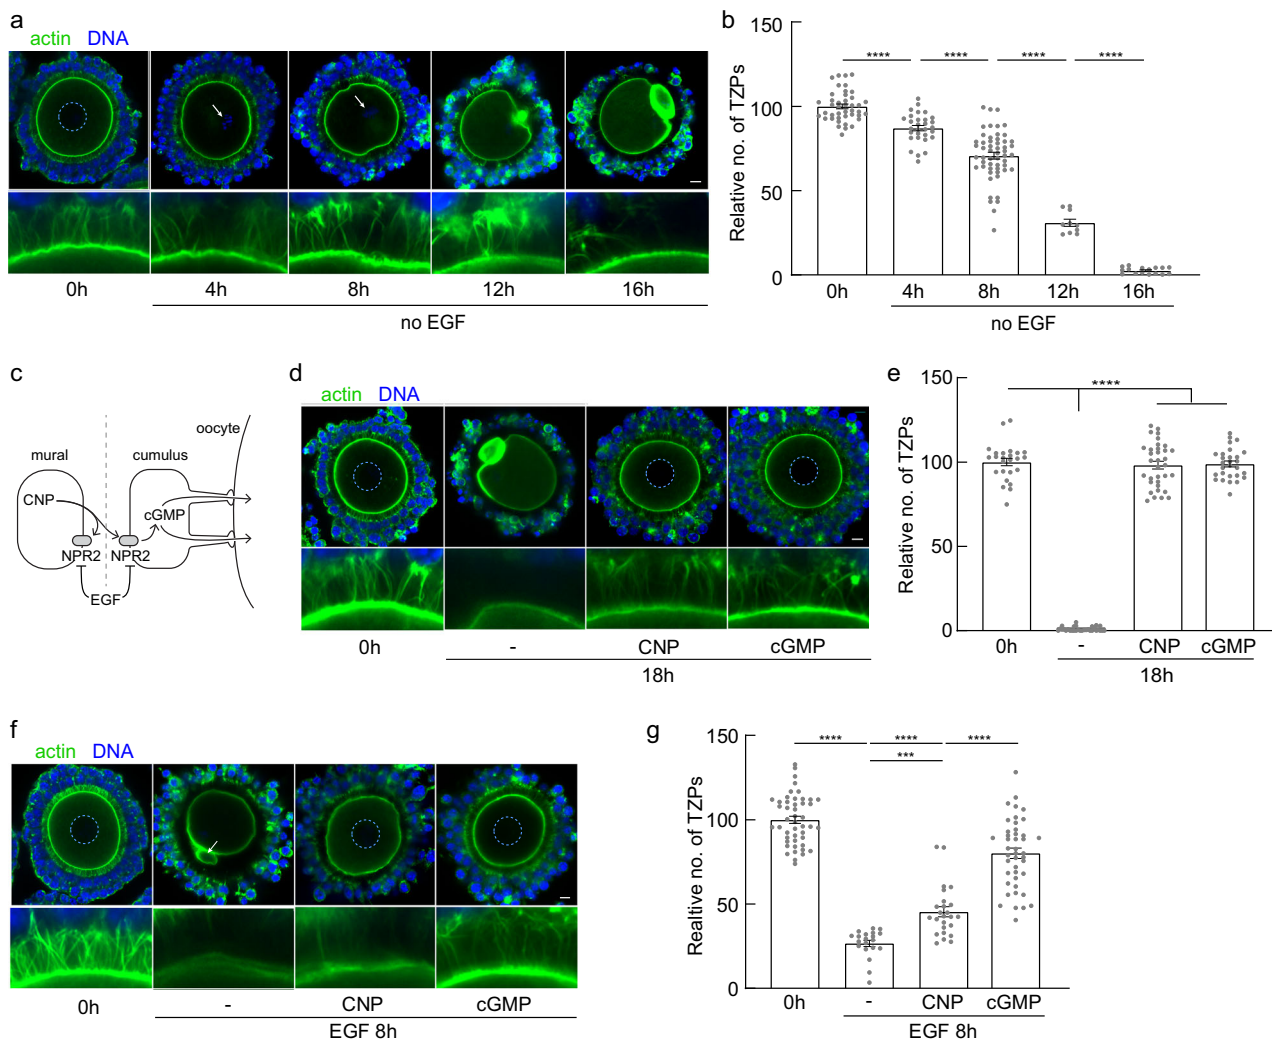 a
actin DNA
0h 4h 8h 12h 16h
no EGF
b
Relative no. of TZPs
150
100
50
0
**** **** **** ****
0h 4h 8h 12h 16h
no EGF
c
oocyte
mural cumulus
CNP
cGMP
NPR2 NPR2
EGF
d
actin DNA
0h - CNP cGMP
18h
e
Relative no. of TZPs
150
100
50
0
****
0h - CNP cGMP
18h
f
actin DNA
0h - CNP cGMP
EGF 8h
g
Realtive no. of TZPs
150
100
50
0
**** **** ****
***
0h - CNP cGMP
EGF 8h